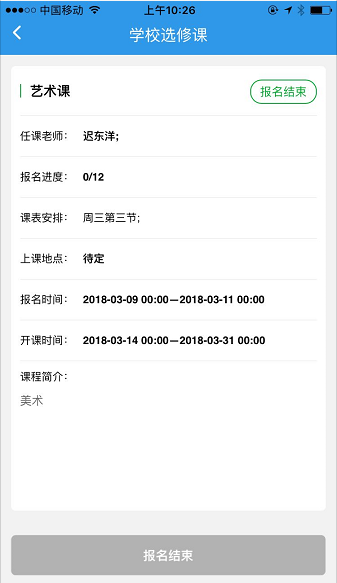 中国移动 上午10:26
学校选修课
艺术课 报名结束
任课老师： 迟东洋;
报名进度： 0/12
课表安排： 周三第三节;
上课地点： 待定
报名时间： 2018-03-09 00:00—2018-03-11 00:00
开课时间： 2018-03-14 00:00—2018-03-31 00:00
课程简介：
美术
报名结束